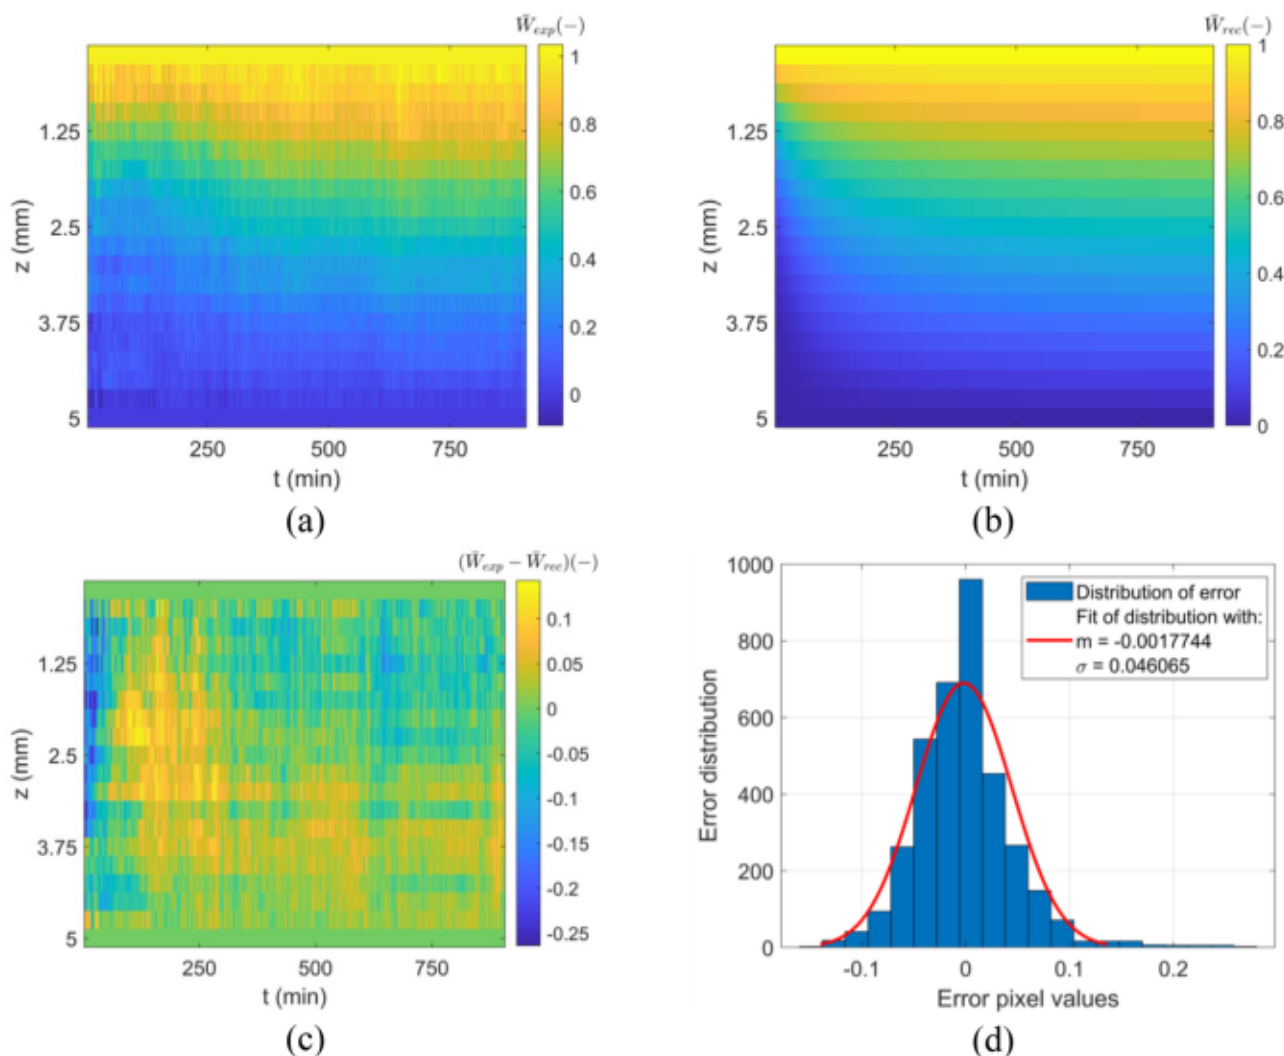 W̄exp(−)
1
0.8
0.6
0.4
0.2
0
1.25
2.5
3.75
5
z (mm)
250 500 750
t (min)
(a)
W̄rec(−)
1
0.8
0.6
0.4
0.2
0
1.25
2.5
3.75
5
z (mm)
250 500 750
t (min)
(b)
(W̄exp − W̄rec)(−)
0.1
0.05
0
-0.05
-0.1
-0.15
-0.2
-0.25
1.25
2.5
3.75
5
z (mm)
250 500 750
t (min)
(c)
1000
800
600
400
200
0
Error distribution
Distribution of error
Fit of distribution with:
m = -0.0017744
σ = 0.046065
-0.1 0 0.1 0.2
Error pixel values
(d)